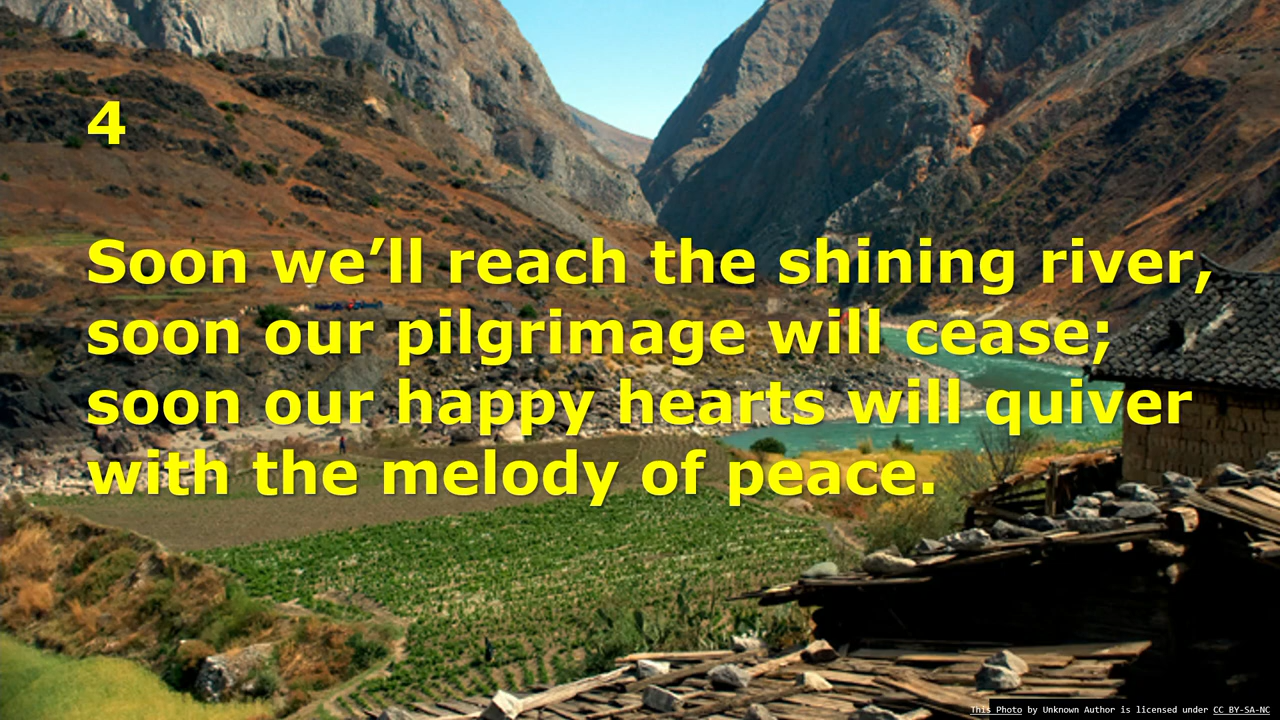 4
Soon we’ll reach the shining river,
soon our pilgrimage will cease;
soon our happy hearts will quiver
with the melody of peace.
This Photo by Unknown Author is licensed under CC BY-SA-NC